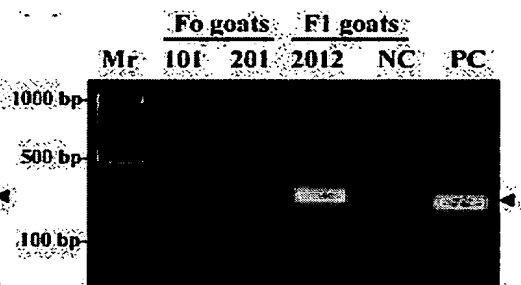 Fo goats F1 goats
Mr 101 201 2012 NC PC
1000 bp
500 bp
100 bp